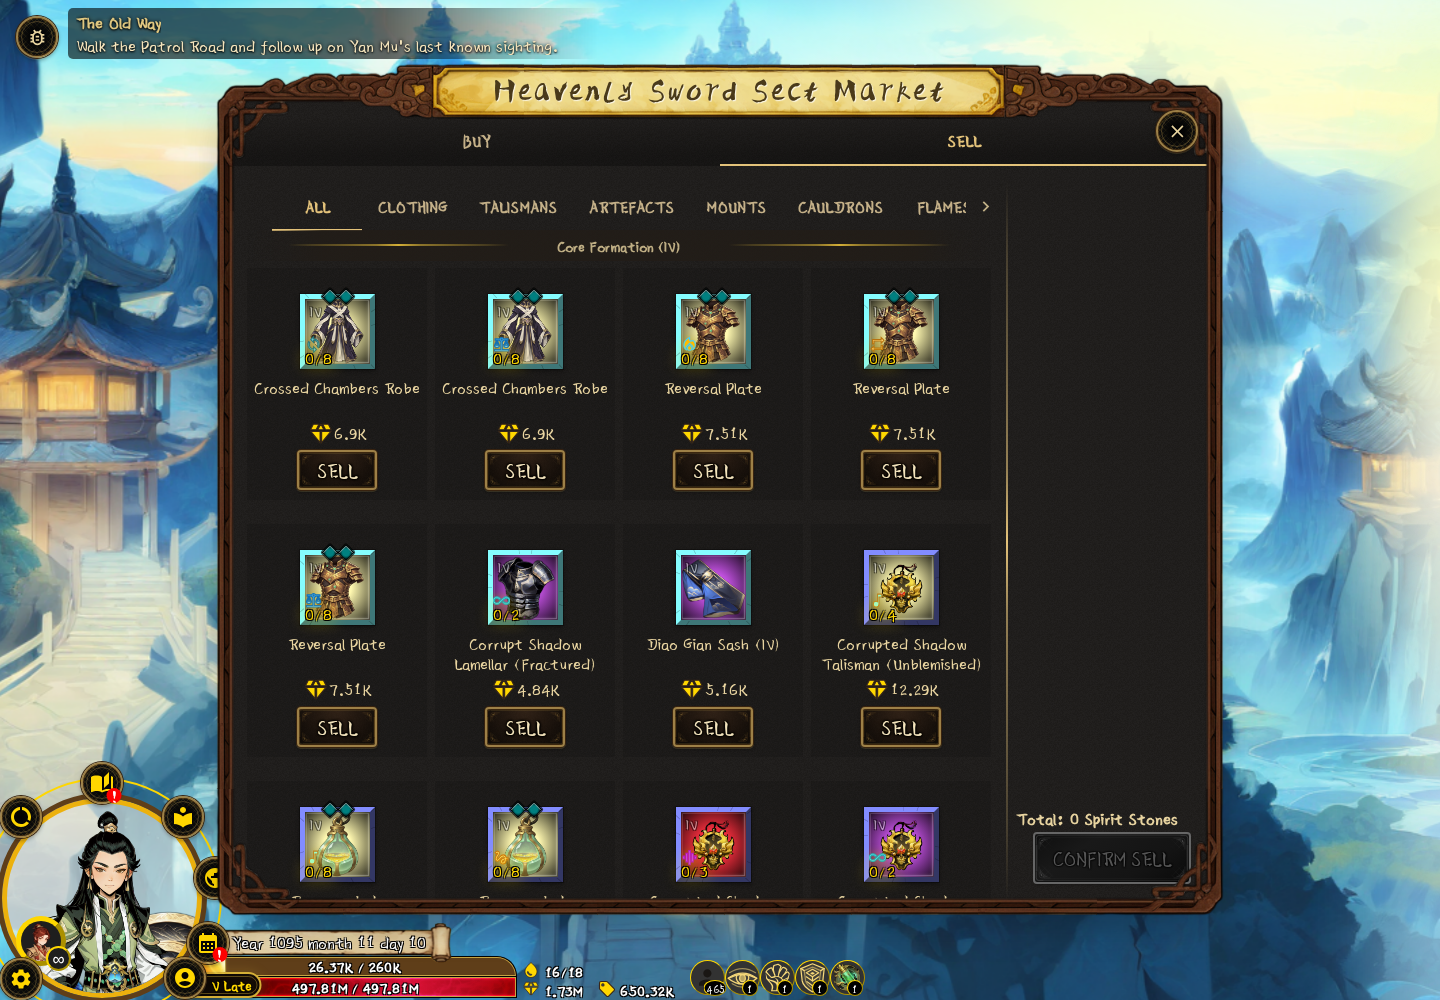 The Old Way
Walk the Patrol Road and follow up on Yan Mu's last known sighting.
Heavenly Sword Sect Market
BUY
SELL
ALL
CLOTHING
TALISMANS
ARTEFACTS
MOUNTS
CAULDRONS
FLAMES
Core Formation (IV)
IV
0/8
IV
0/8
IV
0/8
IV
0/8
Crossed Chambers Robe
Crossed Chambers Robe
Reversal Plate
Reversal Plate
6.9K
6.9K
7.51K
7.51K
SELL
SELL
SELL
SELL
IV
0/8
IV
0/2
IV
IV
0/4
Reversal Plate
Corrupt Shadow
Lamellar (Fractured)
Diao Gian Sash (IV)
Corrupted Shadow
Talisman (Unblemished)
7.51K
4.84K
5.16K
12.29K
SELL
SELL
SELL
SELL
IV
0/8
IV
0/8
IV
0/3
IV
0/2
Total: 0 Spirit Stones
CONFIRM SELL
Year 1095 month 11 day 10
26.37K / 260K
497.81M / 497.81M
V Late
16/18
1.73M
650.32K
465
1
1
1
1